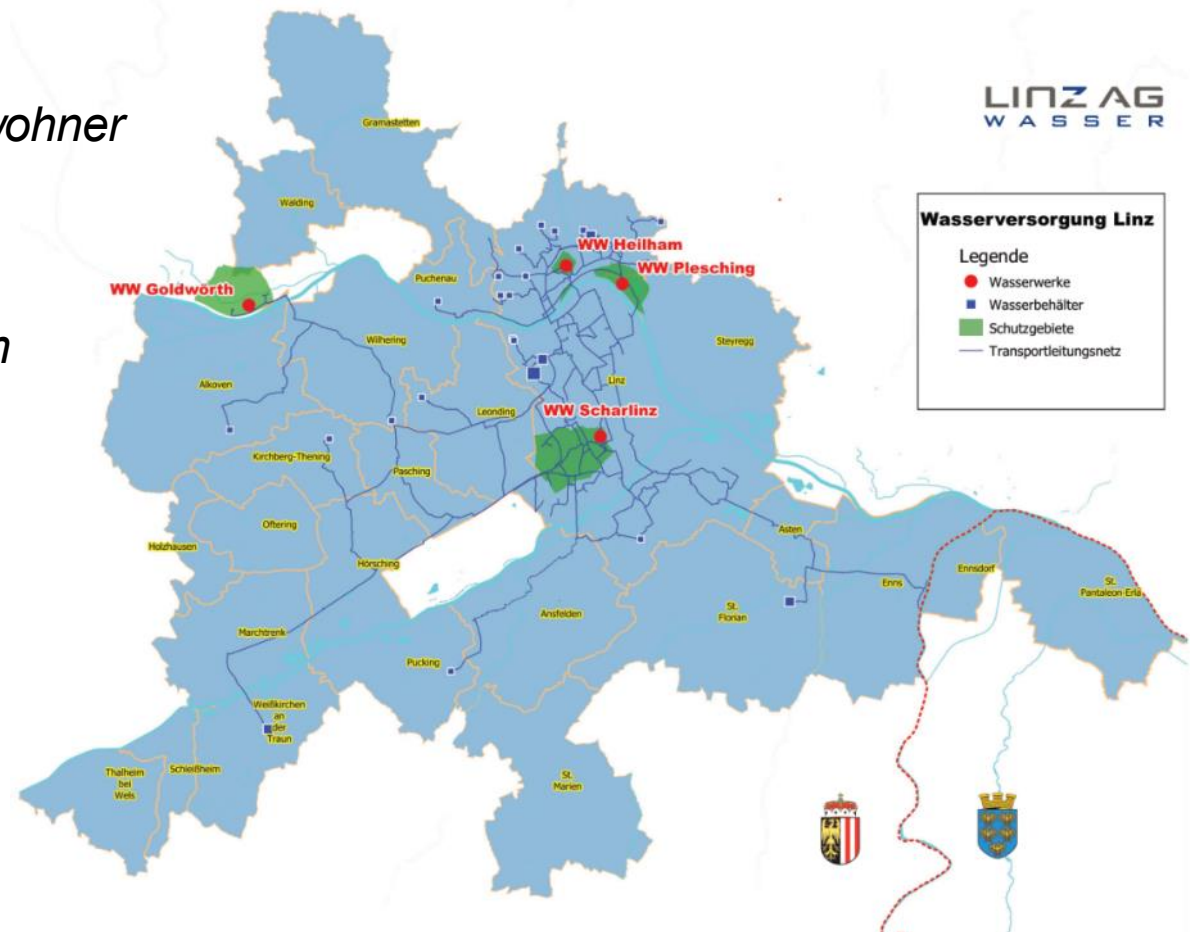 wohner
n
LINZ AG
WASSER
Wasserversorgung Linz
Legende
Wasserwerke
Wasserbehälter
Schutzgebiete
Transportleitungsnetz
Gramastetten
Walding
WW Heilham
WW Plesching
Puchenau
WW Goldwörth
Wilhering
Steyregg
Alkoven
Linz
Leonding
WW Scharlinz
Kirchberg-Thening
Pasching
Oftering
Holzhausen
Asten
Hörsching
Ennsdorf
Enns
St.
Pantaleon-Erla
Ansfelden
St.
Florian
Marchtrenk
Pucking
Weißkirchen
an
der
Traun
Schleißheim
Thalheim
bei
Wels
St.
Marien